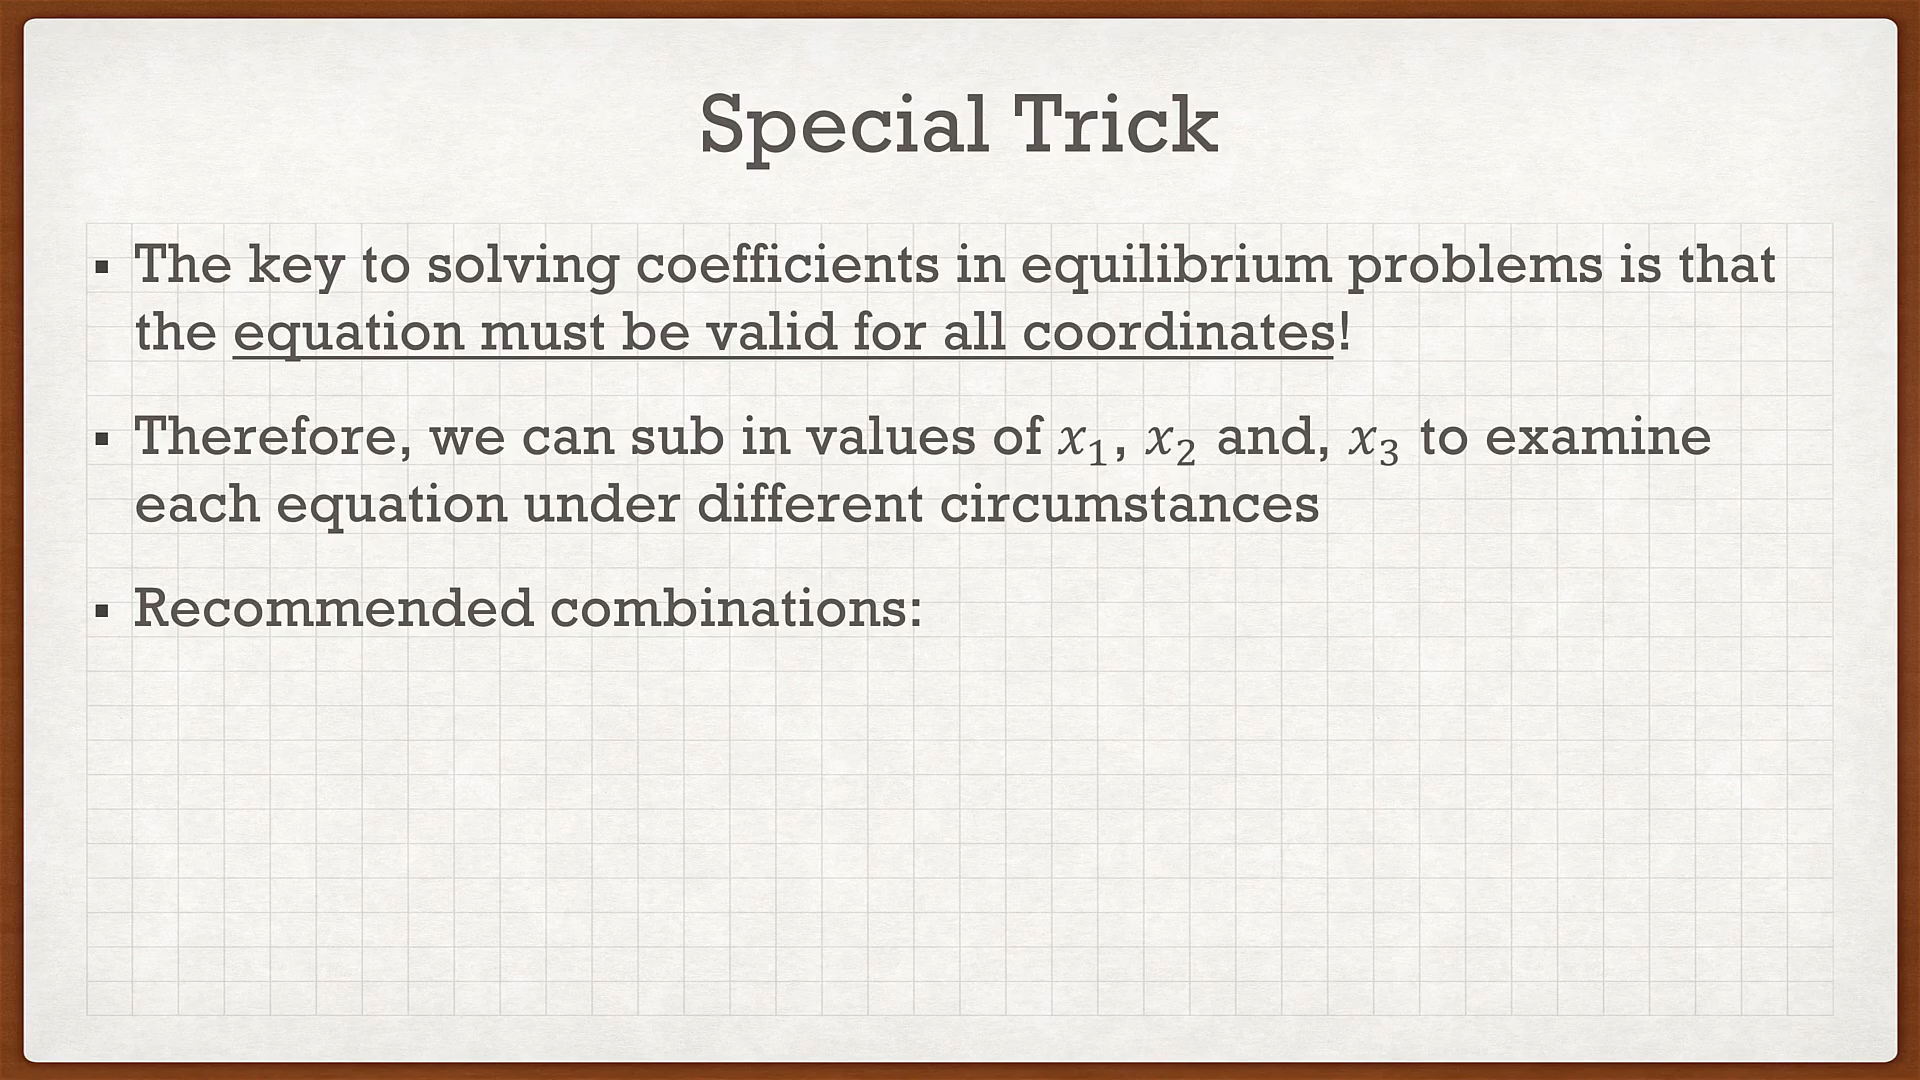 Special Trick
▪ The key to solving coefficients in equilibrium problems is that
the equation must be valid for all coordinates!
▪ Therefore, we can sub in values of x₁, x₂ and, x₃ to examine
each equation under different circumstances
▪ Recommended combinations: